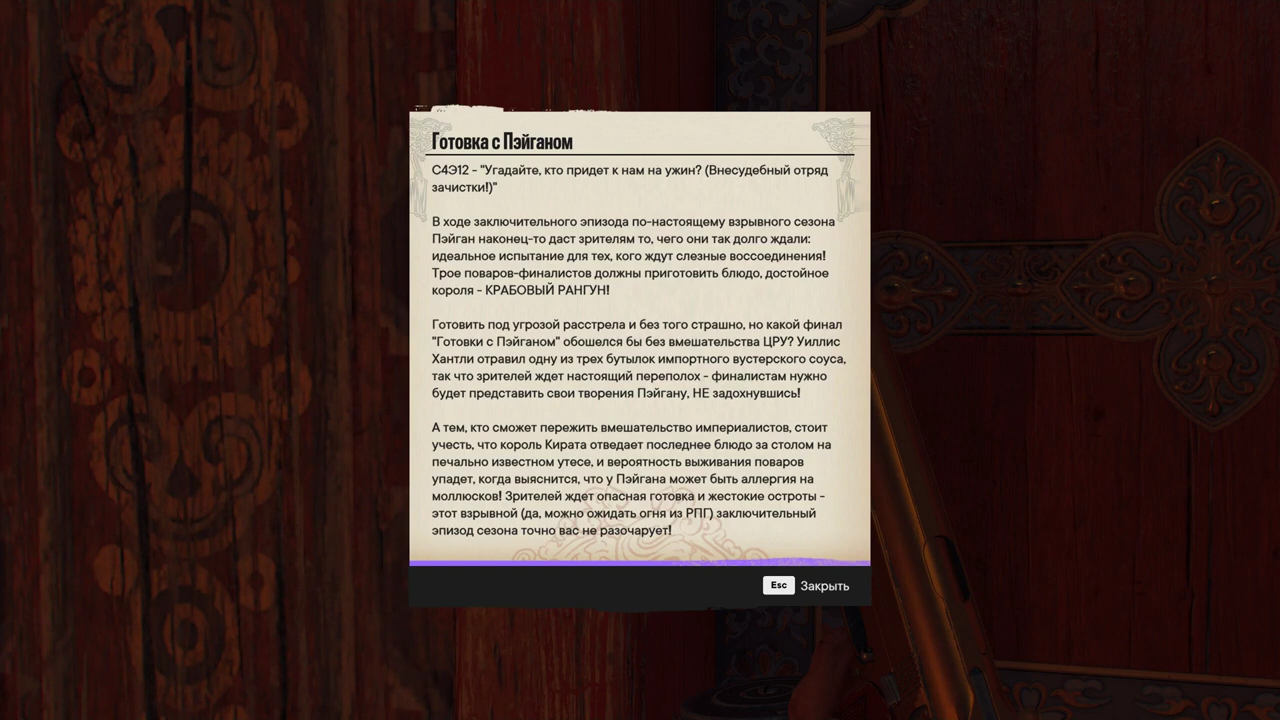 Готовка с Пэйганом
С4Э12 - "Угадайте, кто придет к нам на ужин? (Внесудебный отряд
зачистки!)"
В ходе заключительного эпизода по-настоящему взрывного сезона
Пэйган наконец-то даст зрителям то, чего они так долго ждали:
идеальное испытание для тех, кого ждут слезные воссоединения!
Трое поваров-финалистов должны приготовить блюдо, достойное
короля - КРАБОВЫЙ РАНГУН!
Готовить под угрозой расстрела и без того страшно, но какой финал
"Готовки с Пэйганом" обошелся бы без вмешательства ЦРУ? Уиллис
Хантли отравил одну из трех бутылок импортного вустерского соуса,
так что зрителей ждет настоящий переполох - финалистам нужно
будет представить свои творения Пэйгану, НЕ задохнувшись!
А тем, кто сможет пережить вмешательство империалистов, стоит
учесть, что король Кирата отведает последнее блюдо за столом на
печально известном утесе, и вероятность выживания поваров
упадет, когда выяснится, что у Пэйгана может быть аллергия на
моллюсков! Зрителей ждет опасная готовка и жестокие остроты -
этот взрывной (да, можно ожидать огня из РПГ) заключительный
эпизод сезона точно вас не разочарует!
Esc Закрыть